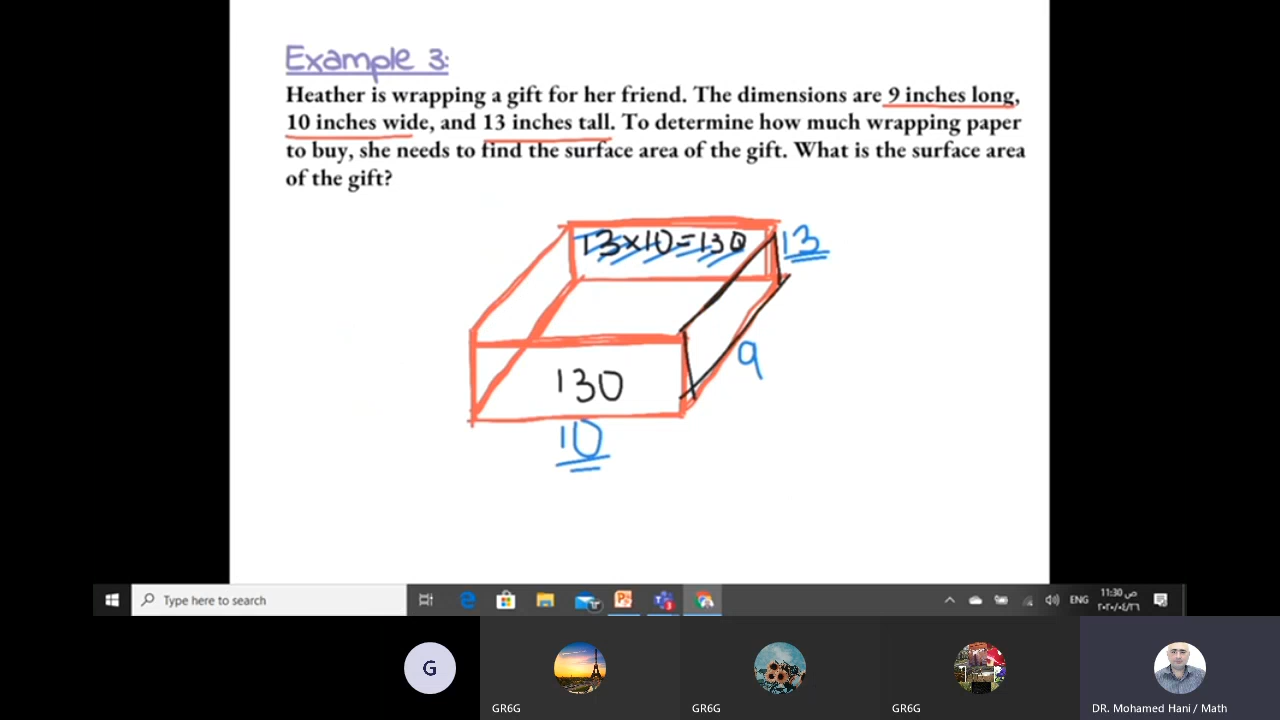 Example 3:
Heather is wrapping a gift for her friend. The dimensions are 9 inches long,
10 inches wide, and 13 inches tall. To determine how much wrapping paper
to buy, she needs to find the surface area of the gift. What is the surface area
of the gift?
13×10=130
13
9
130
10
Type here to search
ENG
11:30 ص
٢٠٢٠/٠٤/٢٦
G
GR6G
GR6G
GR6G
DR. Mohamed Hani / Math